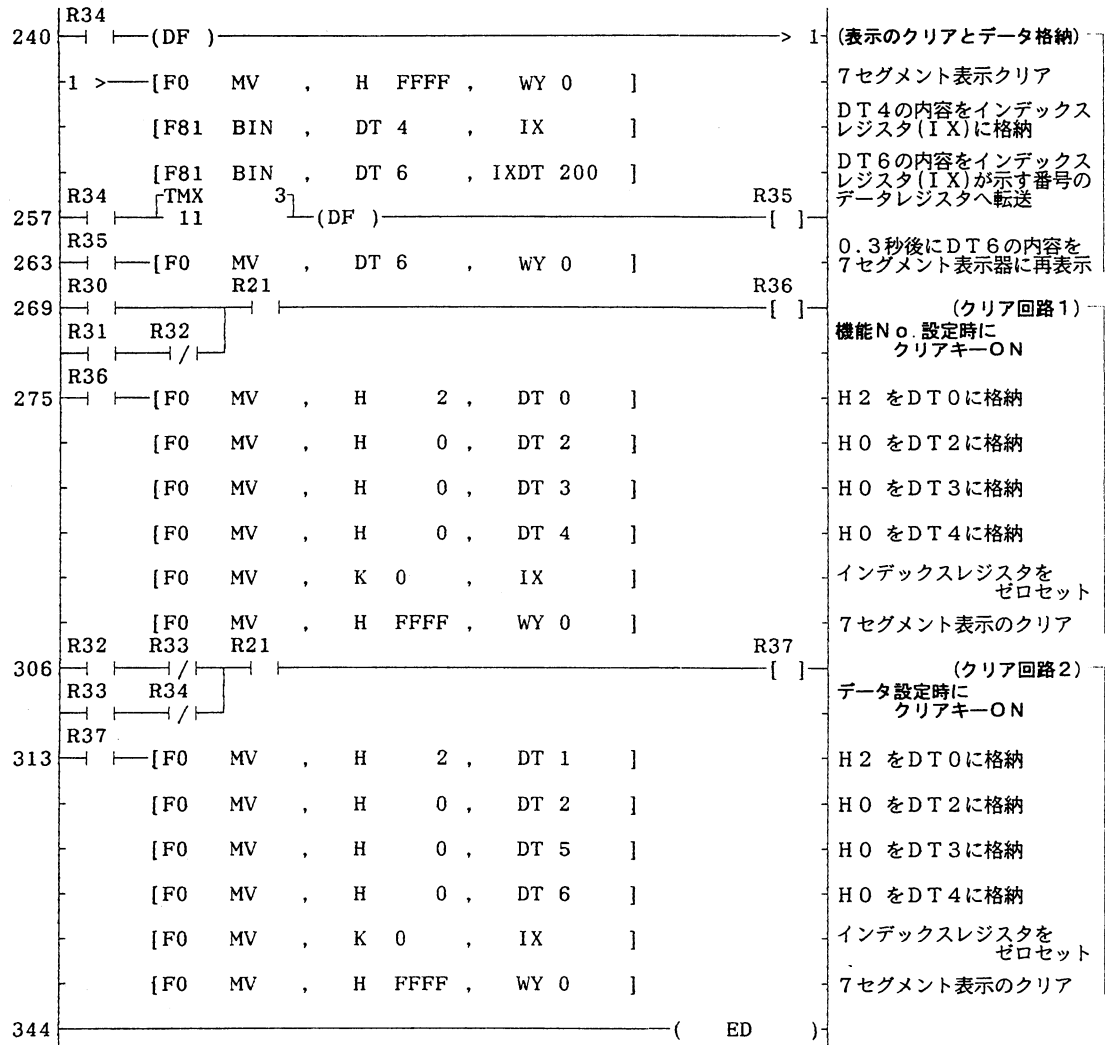 R34
240 (DF ) > 1 (表示のクリアとデータ格納)
1 > [F0 MV , H FFFF , WY 0 ] 7セグメント表示クリア
[F81 BIN , DT 4 , IX ] DT4の内容をインデックス
レジスタ(IX)に格納
[F81 BIN , DT 6 , IXDT 200 ] DT6の内容をインデックス
レジスタ(IX)が示す番号の
データレジスタへ転送
R34 TMX 3 R35
257 11 (DF ) [ ]
R35
263 [F0 MV , DT 6 , WY 0 ] 0.3秒後にDT6の内容を
7セグメント表示器に再表示
R30 R21 R36
269 [ ] (クリア回路1)
R31 R32 機能No.設定時に
クリアキーON
R36
275 [F0 MV , H 2 , DT 0 ] H2 をDT0に格納
[F0 MV , H 0 , DT 2 ] H0 をDT2に格納
[F0 MV , H 0 , DT 3 ] H0 をDT3に格納
[F0 MV , H 0 , DT 4 ] H0 をDT4に格納
[F0 MV , K 0 , IX ] インデックスレジスタを
ゼロセット
[F0 MV , H FFFF , WY 0 ] 7セグメント表示のクリア
R32 R33 R21 R37
306 [ ] (クリア回路2)
R33 R34 データ設定時に
クリアキーON
R37
313 [F0 MV , H 2 , DT 1 ] H2 をDT0に格納
[F0 MV , H 0 , DT 2 ] H0 をDT2に格納
[F0 MV , H 0 , DT 5 ] H0 をDT3に格納
[F0 MV , H 0 , DT 6 ] H0 をDT4に格納
[F0 MV , K 0 , IX ] インデックスレジスタを
ゼロセット
[F0 MV , H FFFF , WY 0 ] 7セグメント表示のクリア
344 ( ED )